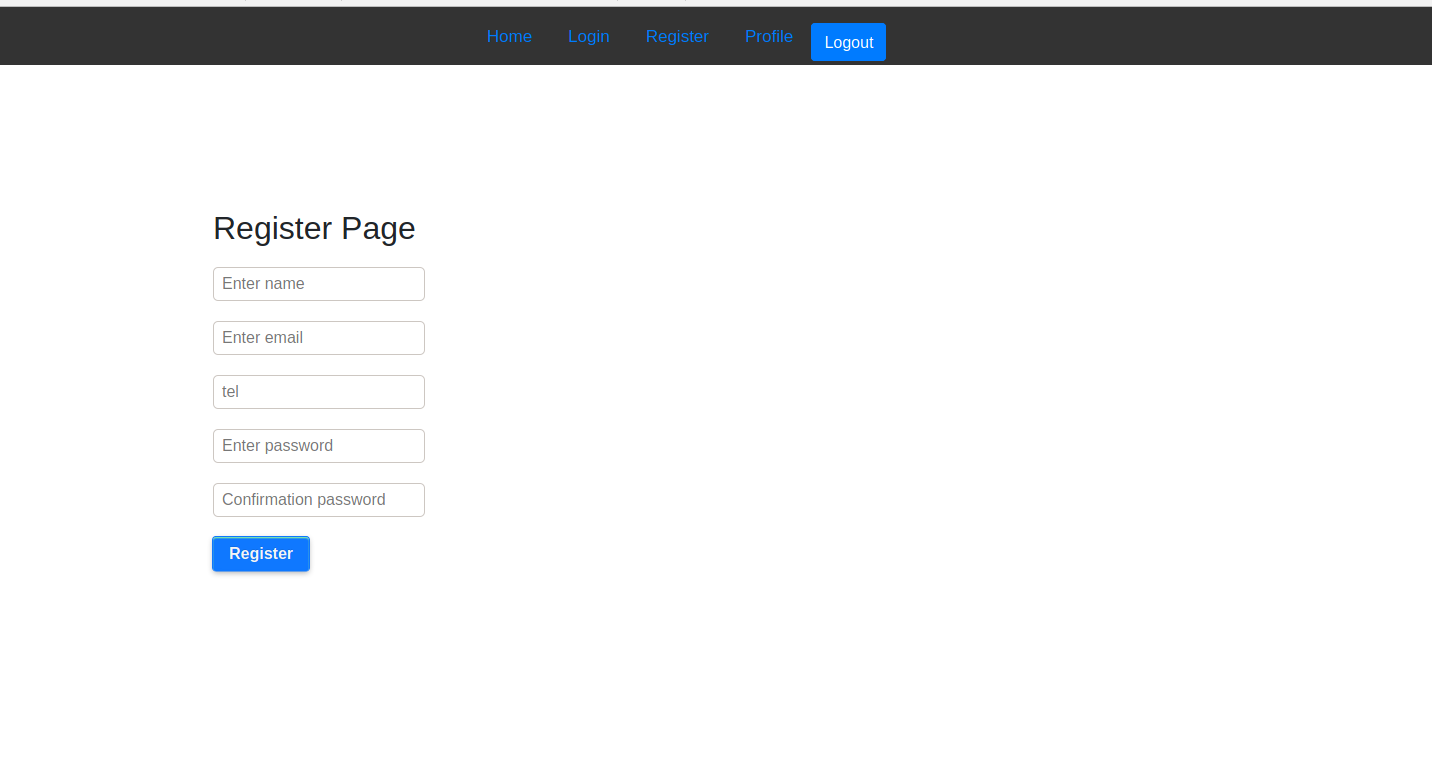 Home Login Register Profile Logout
Register Page
Enter name
Enter email
tel
Enter password
Confirmation password
Register